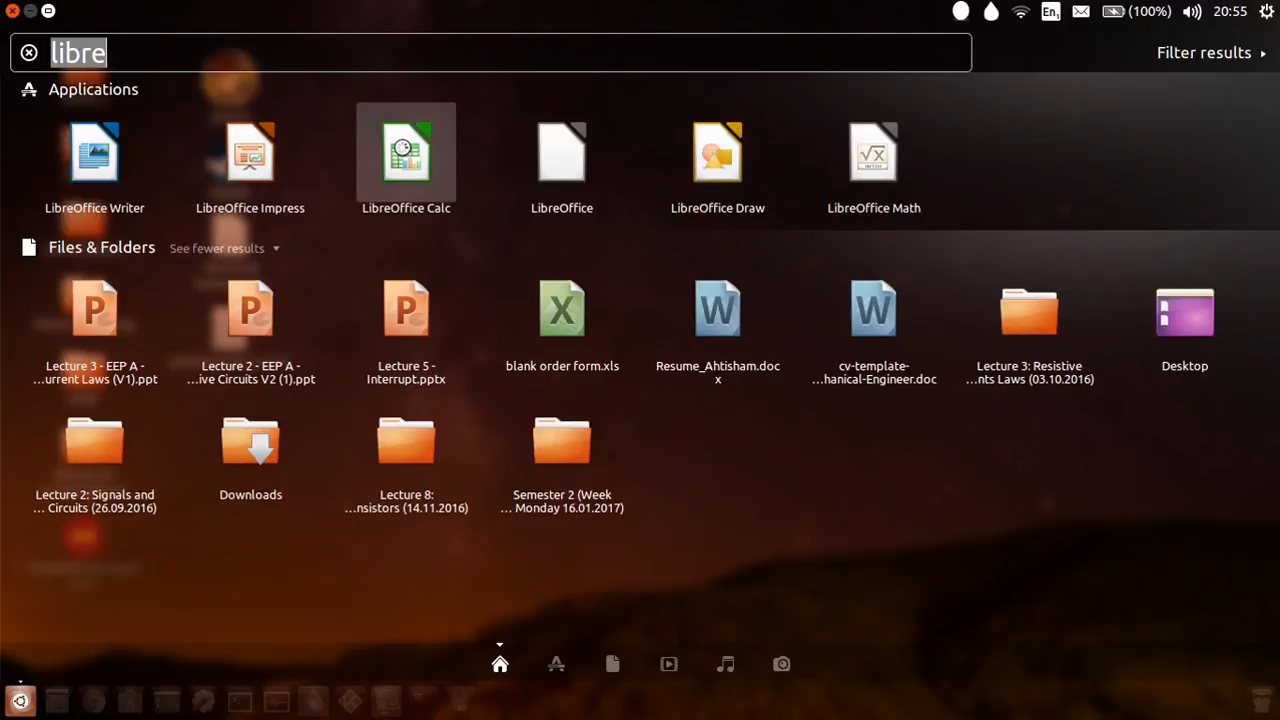 En1
(100%)
20:55
libre
Filter results
Applications
LibreOffice Writer
LibreOffice Impress
LibreOffice Calc
LibreOffice
LibreOffice Draw
LibreOffice Math
Files & Folders
See fewer results
Lecture 3 - EEP A -
...urrent Laws (V1).ppt
Lecture 2 - EEP A -
...ive Circuits V2 (1).ppt
Lecture 5 -
Interrupt.pptx
blank order form.xls
Resume_Ahtisham.doc
x
cv-template-
...hanical-Engineer.doc
Lecture 3: Resistive
...nts Laws (03.10.2016)
Desktop
Lecture 2: Signals and
... Circuits (26.09.2016)
Downloads
Lecture 8:
...nsistors (14.11.2016)
Semester 2 (Week
... Monday 16.01.2017)